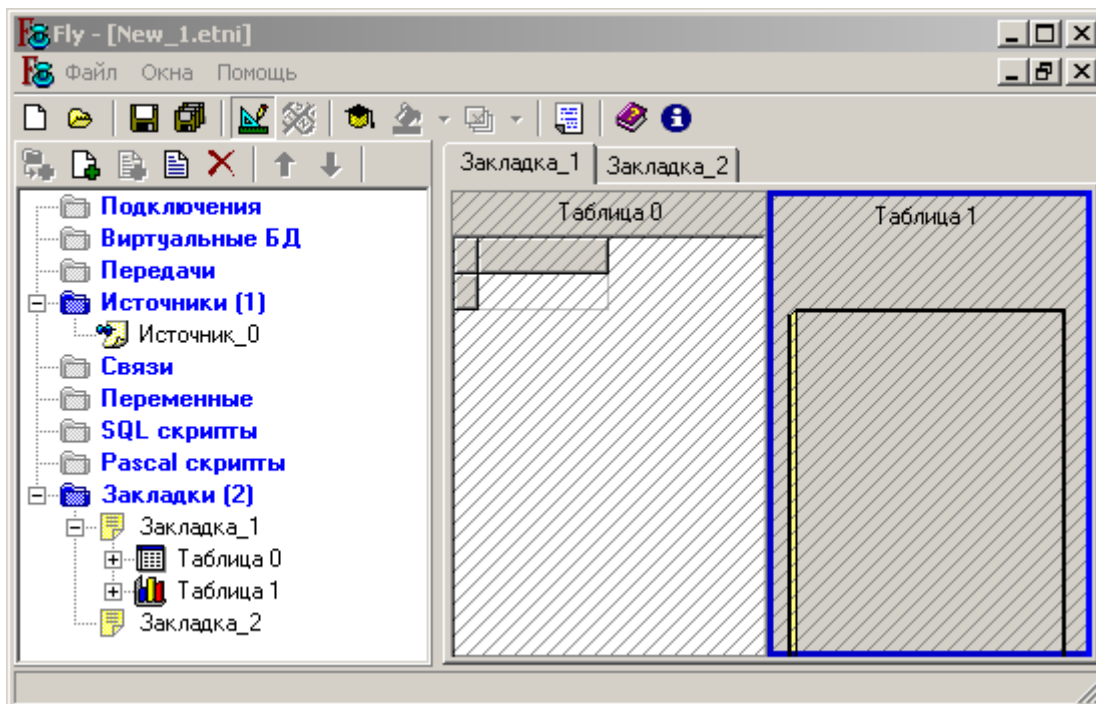 Fly - [New_1.etni]
Файл Окна Помощь
Закладка_1 Закладка_2
Подключения
Виртуальные БД
Передачи
Источники (1)
Источник_0
Связи
Переменные
SQL скрипты
Pascal скрипты
Закладки (2)
Закладка_1
Таблица 0
Таблица 1
Закладка_2
Таблица 0
Таблица 1